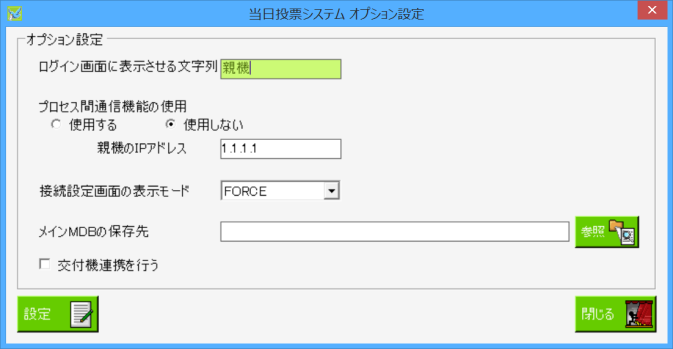 当日投票システム オプション設定
オプション設定
ログイン画面に表示させる文字列 親機
プロセス間通信機能の使用
使用する 使用しない
親機のIPアドレス 1.1.1.1
接続設定画面の表示モード FORCE
メインMDBの保存先 参照
交付機連携を行う
設定 閉じる